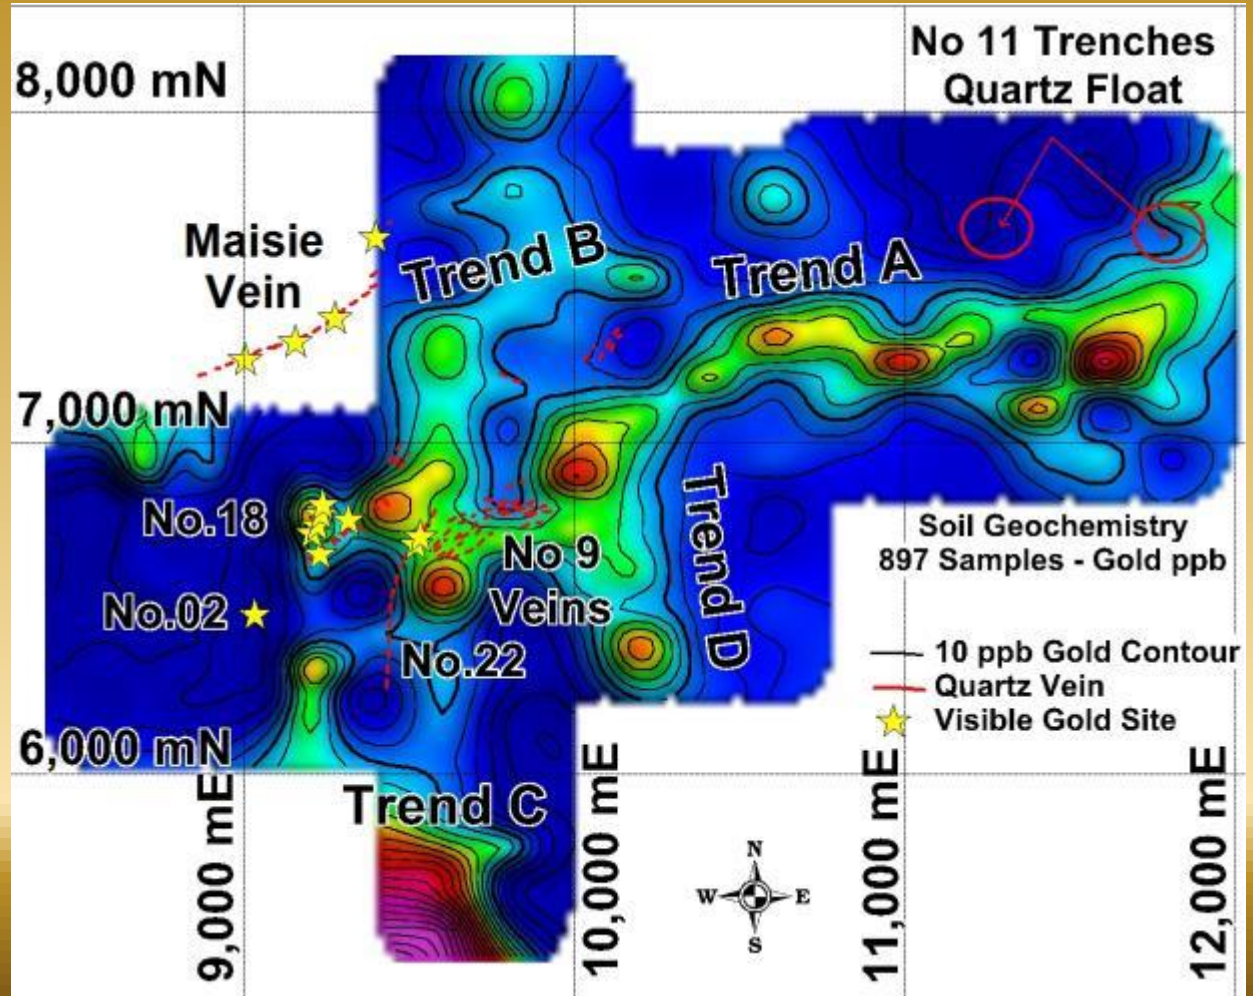 No 11 Trenches
Quartz Float
8,000 mN
Maisie
Vein
Trend B
Trend A
7,000 mN
No.18
No 9
Veins
Trend D
Soil Geochemistry
897 Samples - Gold ppb
No.02
No.22
10 ppb Gold Contour
Quartz Vein
Visible Gold Site
6,000 mN
Trend C
9,000 mE
10,000 mE
11,000 mE
12,000 mE
N
W E
S